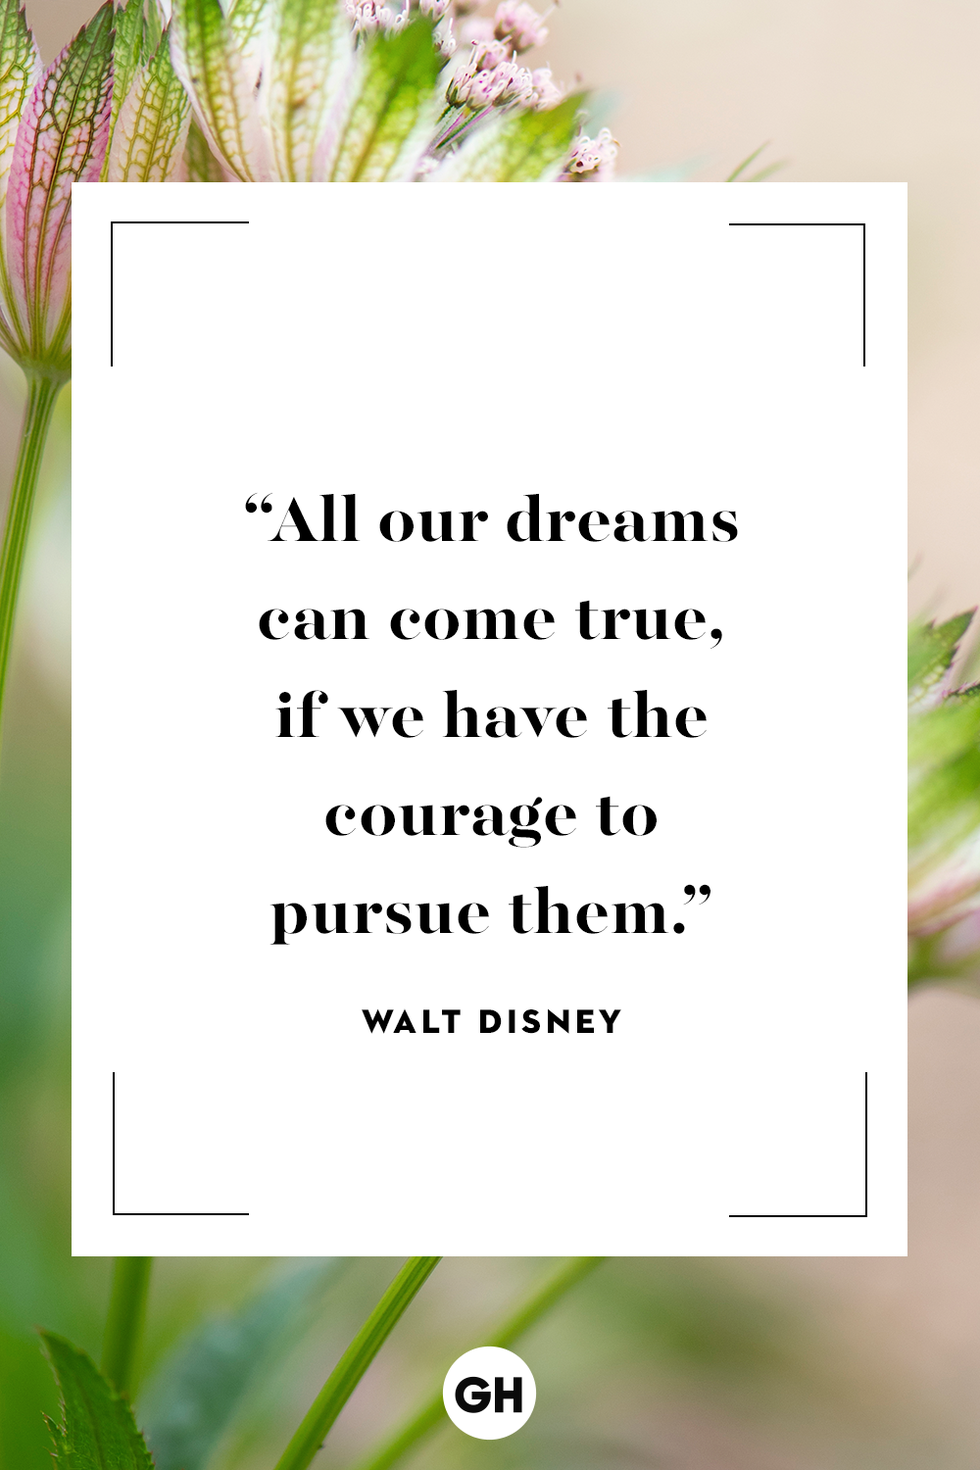 “All our dreams
can come true,
if we have the
courage to
pursue them.”
WALT DISNEY
GH